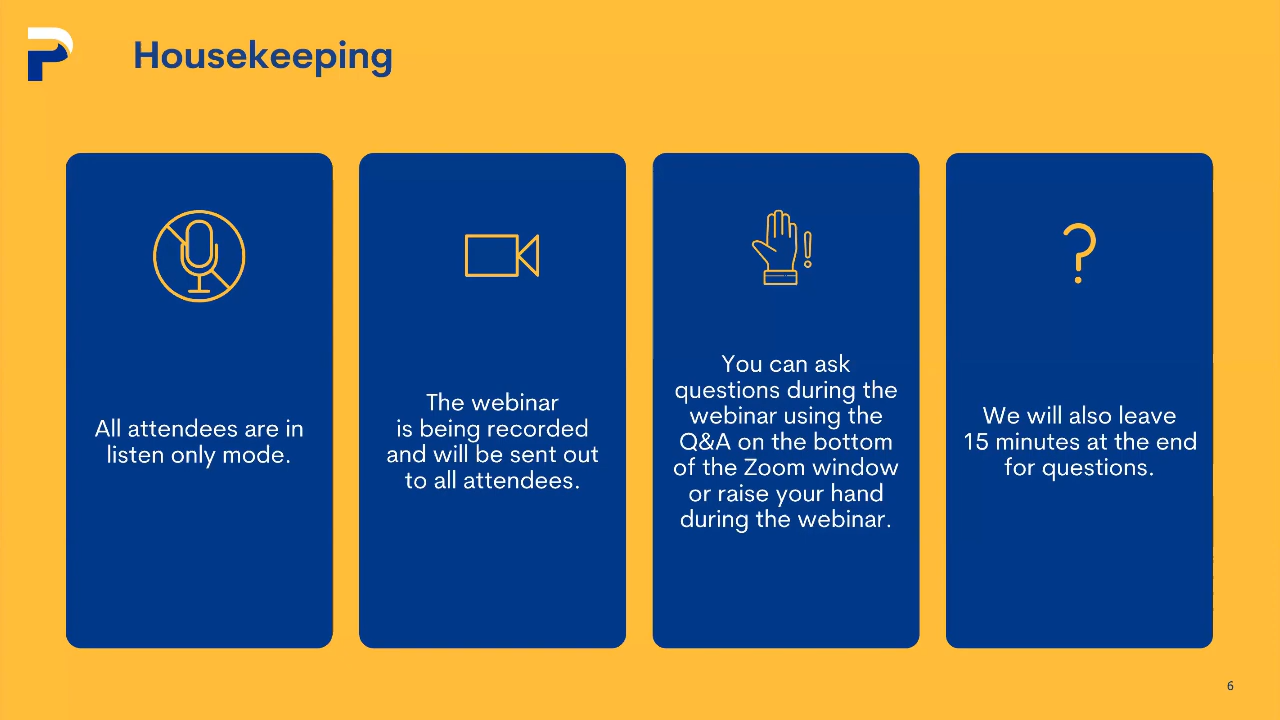 Housekeeping
All attendees are in
listen only mode.
The webinar
is being recorded
and will be sent out
to all attendees.
You can ask
questions during the
webinar using the
Q&A on the bottom
of the Zoom window
or raise your hand
during the webinar.
We will also leave
15 minutes at the end
for questions.
6